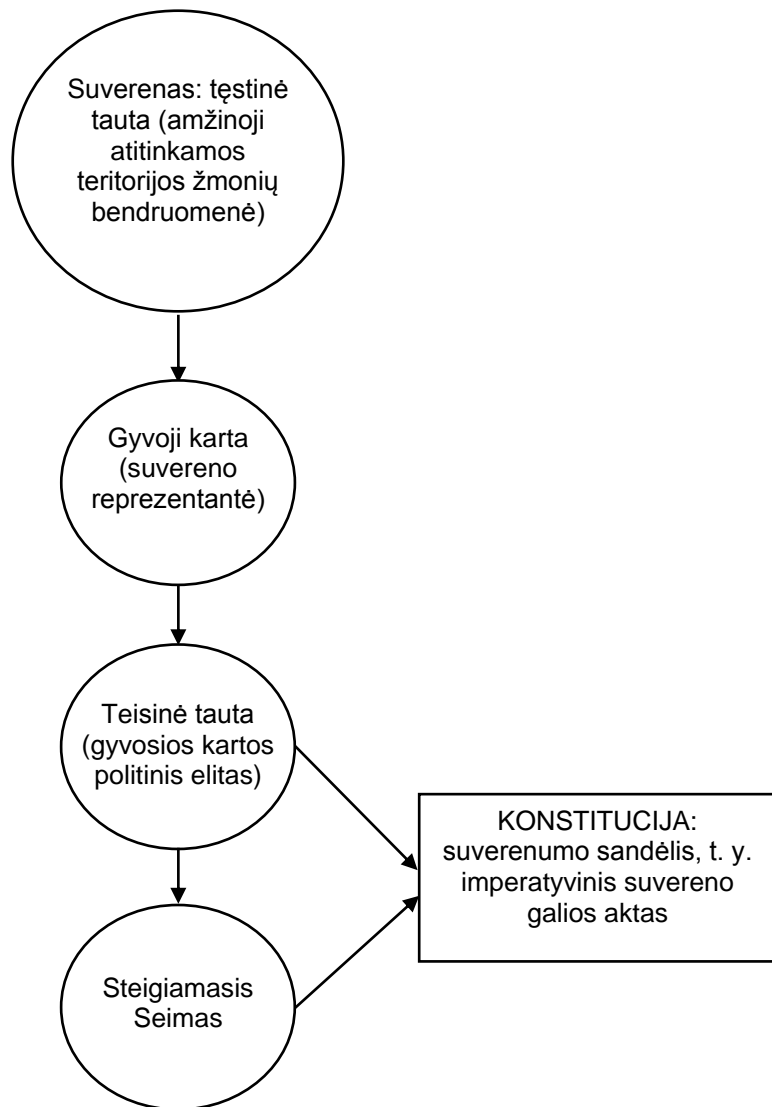 Suverenas: tęstinė
tauta (amžinoji
atitinkamos
teritorijos žmonių
bendruomenė)
Gyvoji karta
(suvereno
reprezentantė)
Teisinė tauta
(gyvosios kartos
politinis elitas)
KONSTITUCIJA:
suverenumo sandėlis, t. y.
imperatyvinis suvereno
galios aktas
Steigiamasis
Seimas